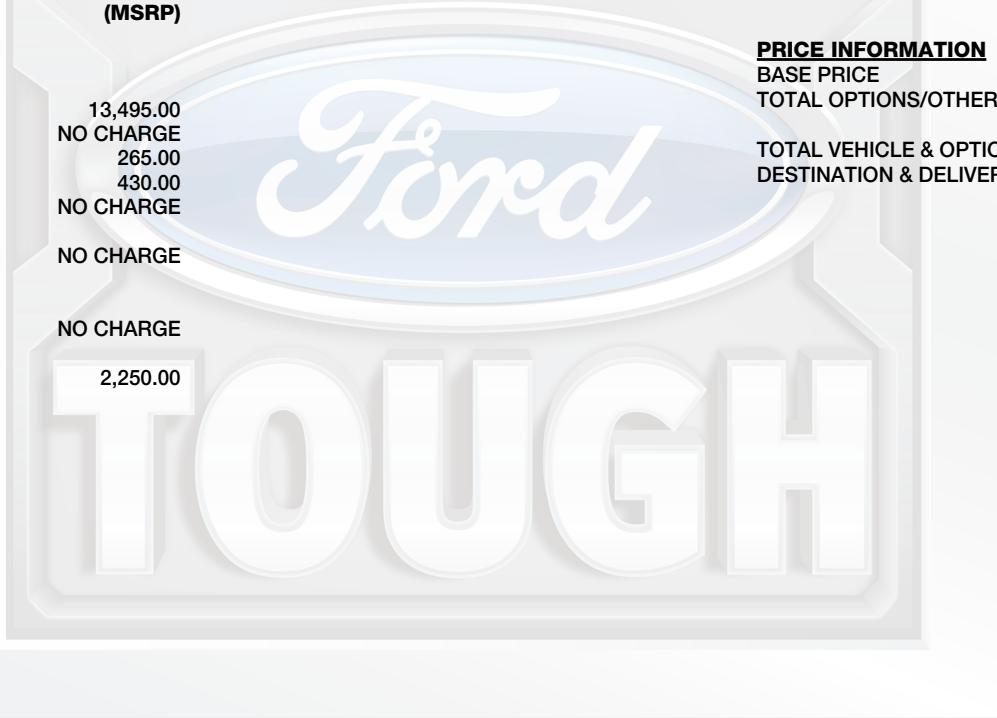 (MSRP)
13,495.00
NO CHARGE
265.00
430.00
NO CHARGE
NO CHARGE
NO CHARGE
2,250.00
PRICE INFORMATION
BASE PRICE
TOTAL OPTIONS/OTHER
TOTAL VEHICLE & OPTIO
DESTINATION & DELIVER
Ford
TOUGH